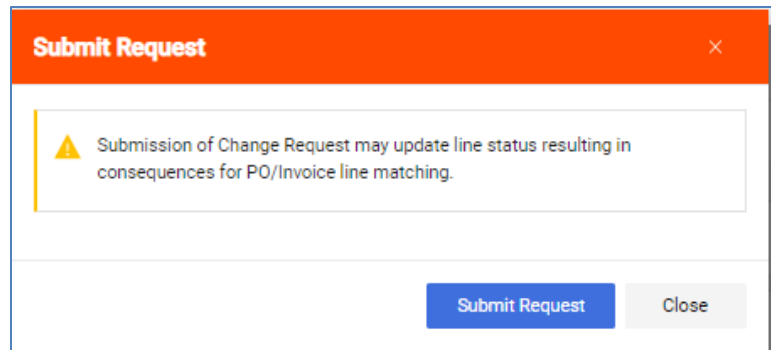 Submit Request
Submission of Change Request may update line status resulting in
consequences for PO/Invoice line matching.
Submit Request
Close